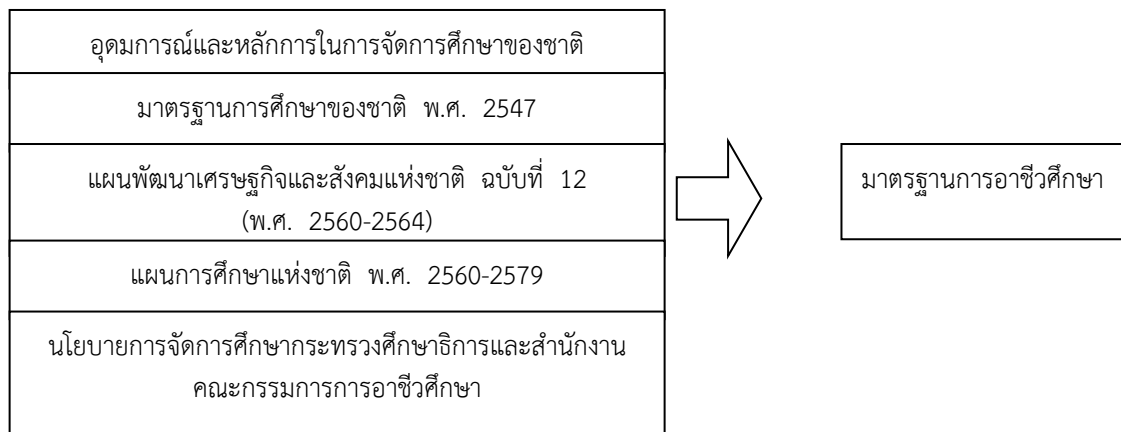 อุดมการณ์และหลักการในการจัดการศึกษาของชาติ
มาตรฐานการศึกษาของชาติ พ.ศ. 2547
แผนพัฒนาเศรษฐกิจและสังคมแห่งชาติ ฉบับที่ 12
(พ.ศ. 2560-2564)
แผนการศึกษาแห่งชาติ พ.ศ. 2560-2579
นโยบายการจัดการศึกษากระทรวงศึกษาธิการและสำนักงาน
คณะกรรมการการอาชีวศึกษา
มาตรฐานการอาชีวศึกษา